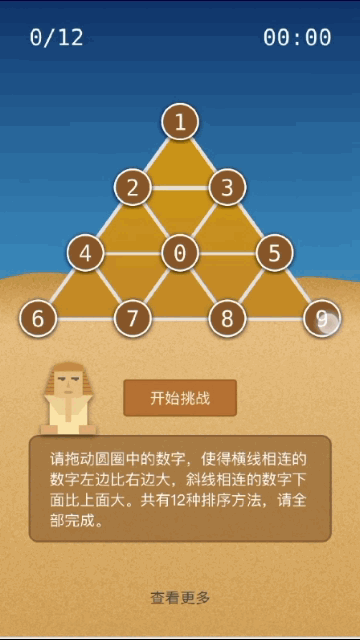 0/12 00:00
1
2 3
4 0 5
6 7 8 9
开始挑战
请拖动圆圈中的数字，使得横线相连的
数字左边比右边大，斜线相连的数字下
面比上面大。共有12种排序方法，请全
部完成。
查看更多